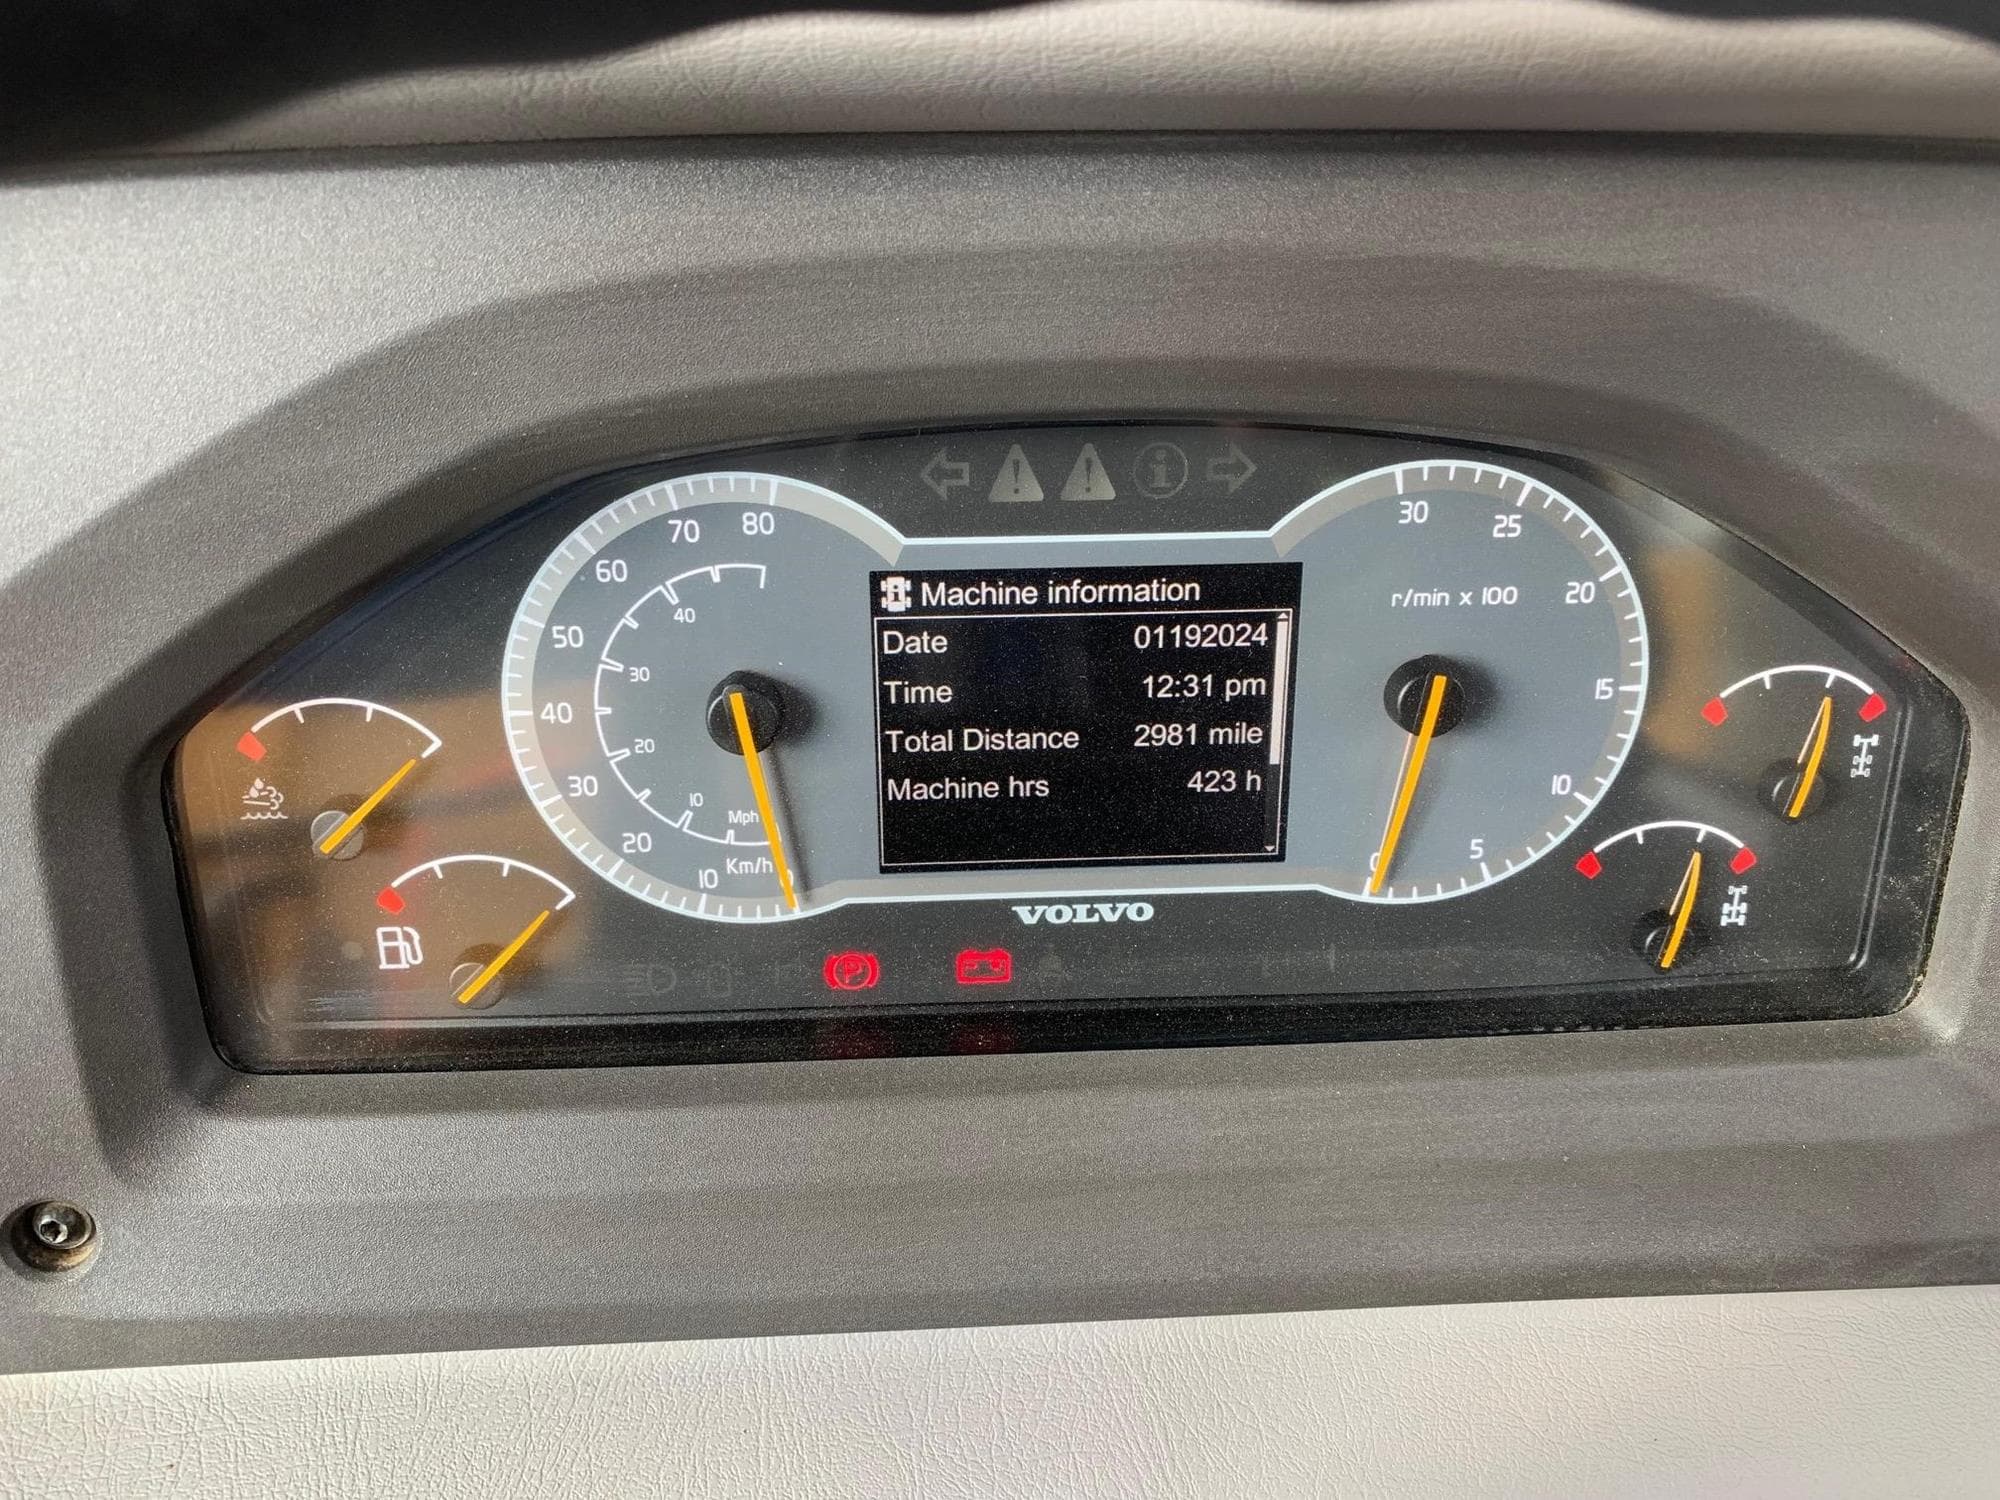 Machine information
Date 01192024
Time 12:31 pm
Total Distance 2981 mile
Machine hrs 423 h
80
70
60
50
40
30
20
10
0
Km/h
40
30
20
10
Mph
30
25
20
15
10
5
0
r/min x 100
VOLVO
P